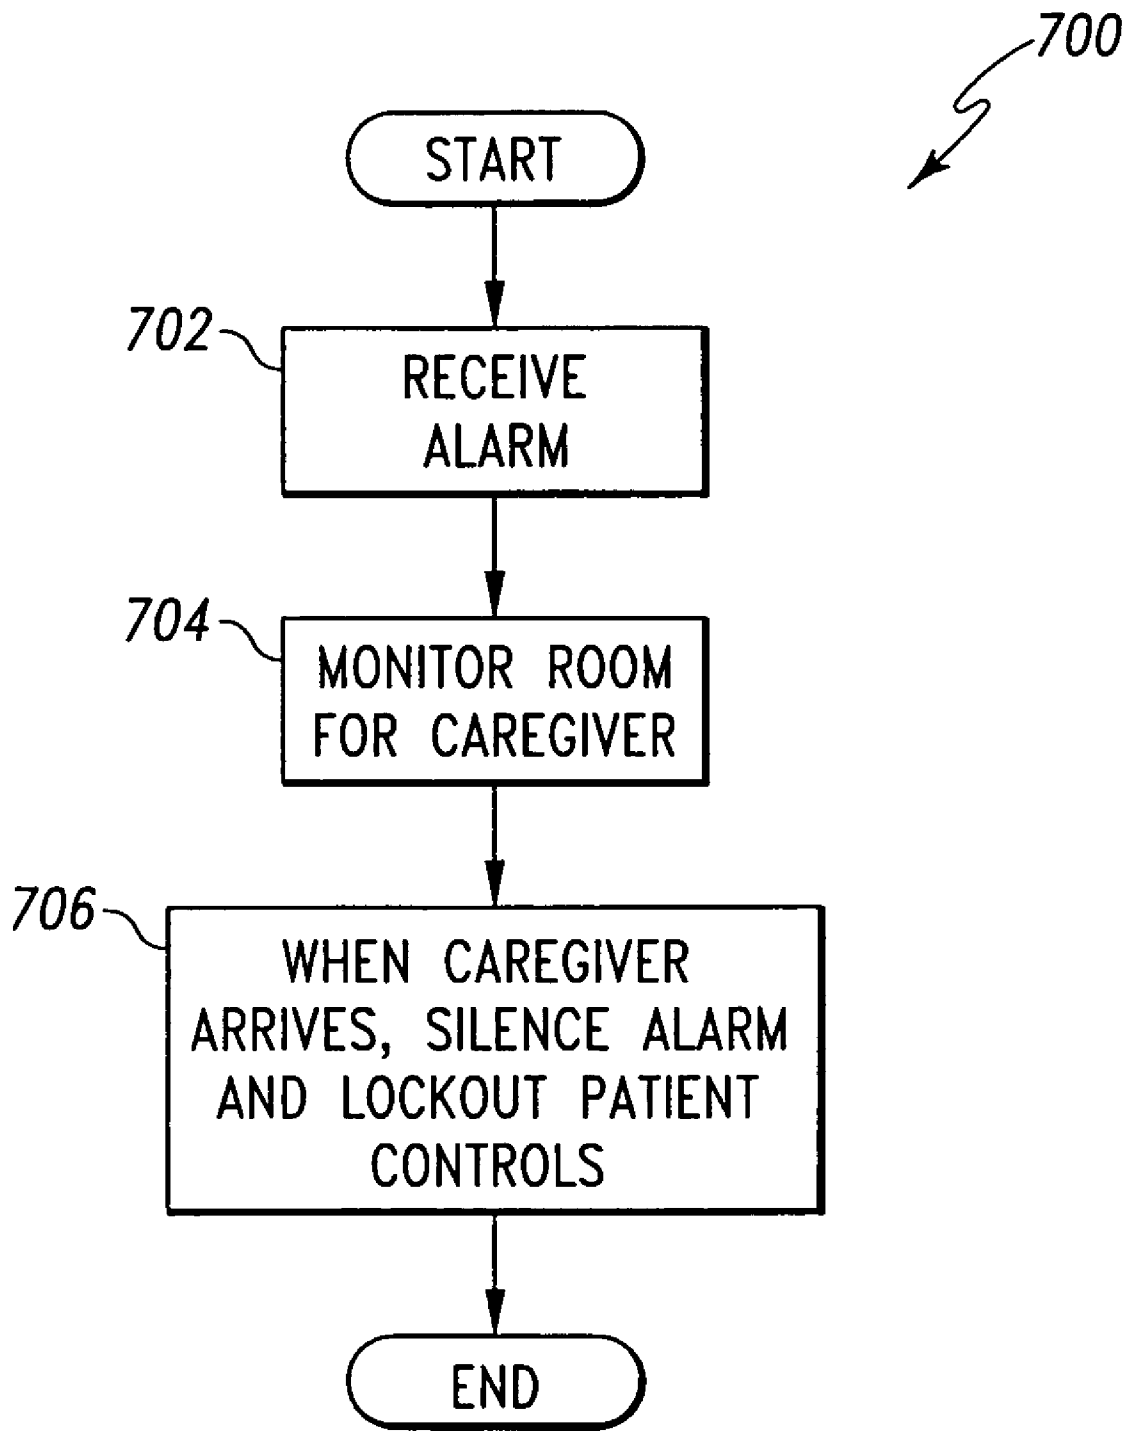 700
START
702
RECEIVE
ALARM
704
MONITOR ROOM
FOR CAREGIVER
706
WHEN CAREGIVER
ARRIVES, SILENCE ALARM
AND LOCKOUT PATIENT
CONTROLS
END